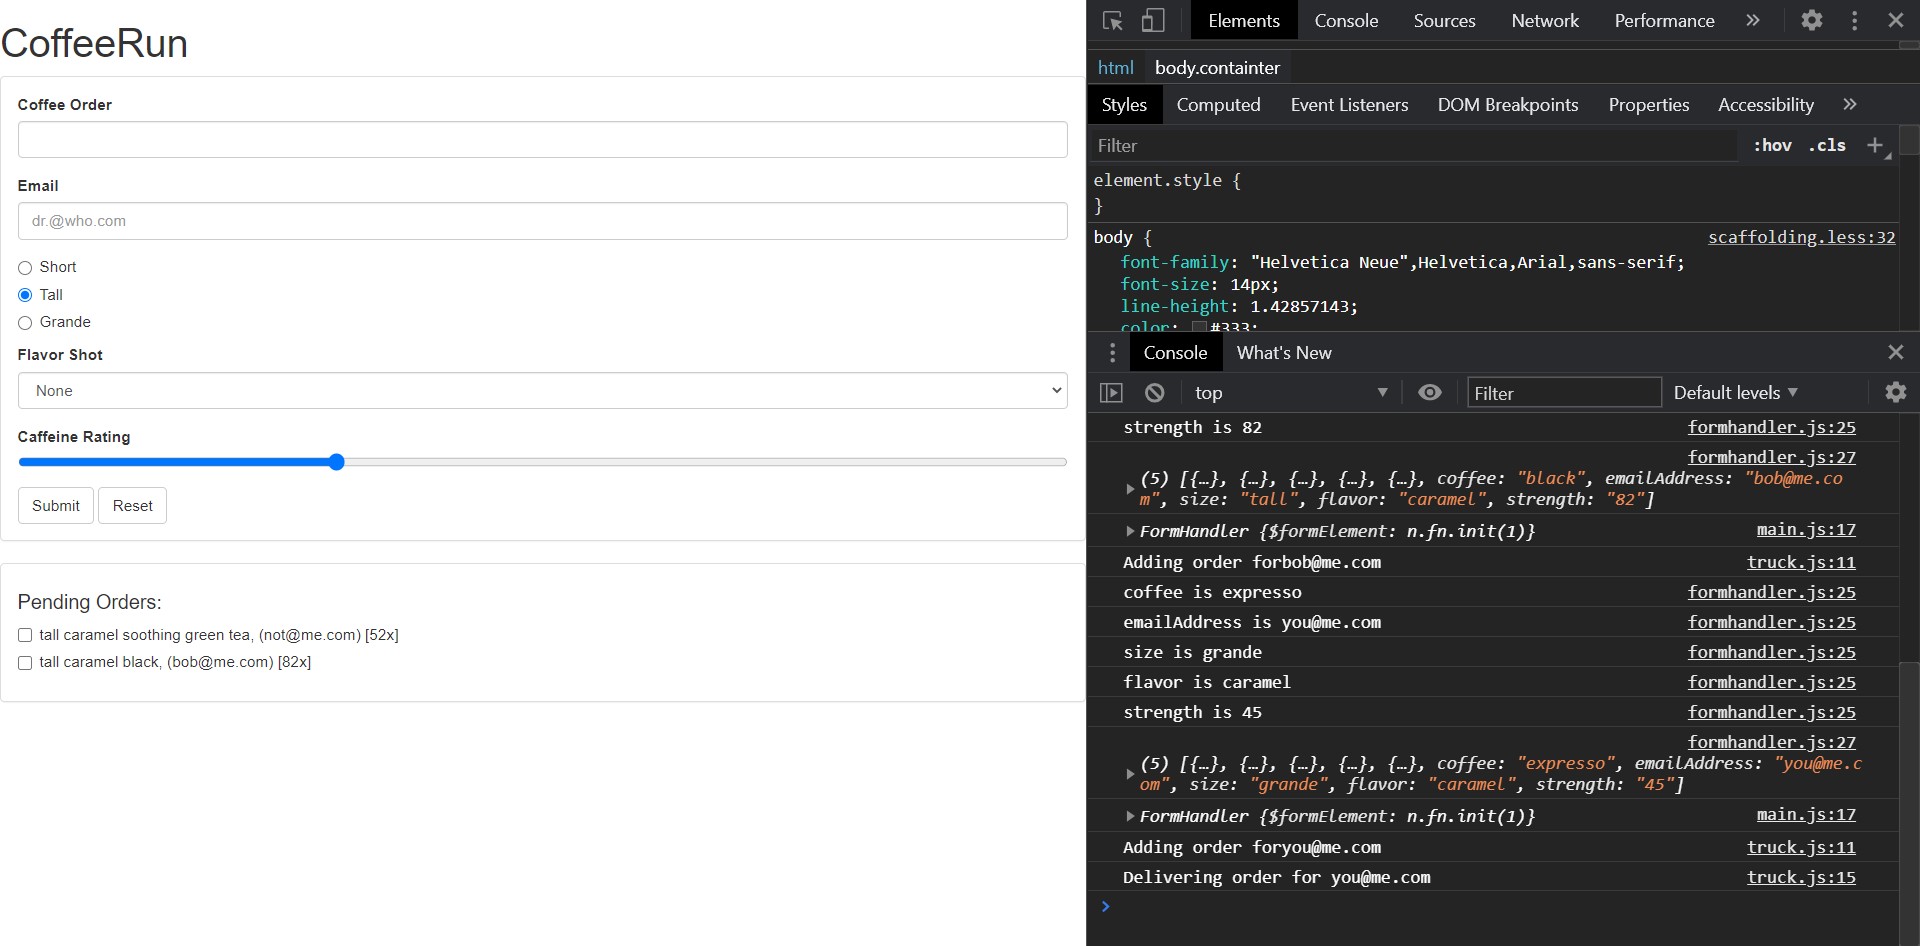 CoffeeRun
Coffee Order
Email
dr.@who.com
Short
Tall
Grande
Flavor Shot
None
Caffeine Rating
Submit Reset
Pending Orders:
tall caramel soothing green tea, (not@me.com) [52x]
tall caramel black, (bob@me.com) [82x]
Elements Console Sources Network Performance »
html body.containter
Styles Computed Event Listeners DOM Breakpoints Properties Accessibility »
Filter :hov .cls +
element.style {
}
body { scaffolding.less:32
font-family: "Helvetica Neue",Helvetica,Arial,sans-serif;
font-size: 14px;
line-height: 1.42857143;
color: #333;
Console What's New
top Filter Default levels
strength is 82 formhandler.js:25
formhandler.js:27
(5) [{…}, {…}, {…}, {…}, {…}, coffee: "black", emailAddress: "bob@me.co
m", size: "tall", flavor: "caramel", strength: "82"]
FormHandler {$formElement: n.fn.init(1)} main.js:17
Adding order forbob@me.com truck.js:11
coffee is expresso formhandler.js:25
emailAddress is you@me.com formhandler.js:25
size is grande formhandler.js:25
flavor is caramel formhandler.js:25
strength is 45 formhandler.js:25
formhandler.js:27
(5) [{…}, {…}, {…}, {…}, {…}, coffee: "expresso", emailAddress: "you@me.c
om", size: "grande", flavor: "caramel", strength: "45"]
FormHandler {$formElement: n.fn.init(1)} main.js:17
Adding order foryou@me.com truck.js:11
Delivering order for you@me.com truck.js:15